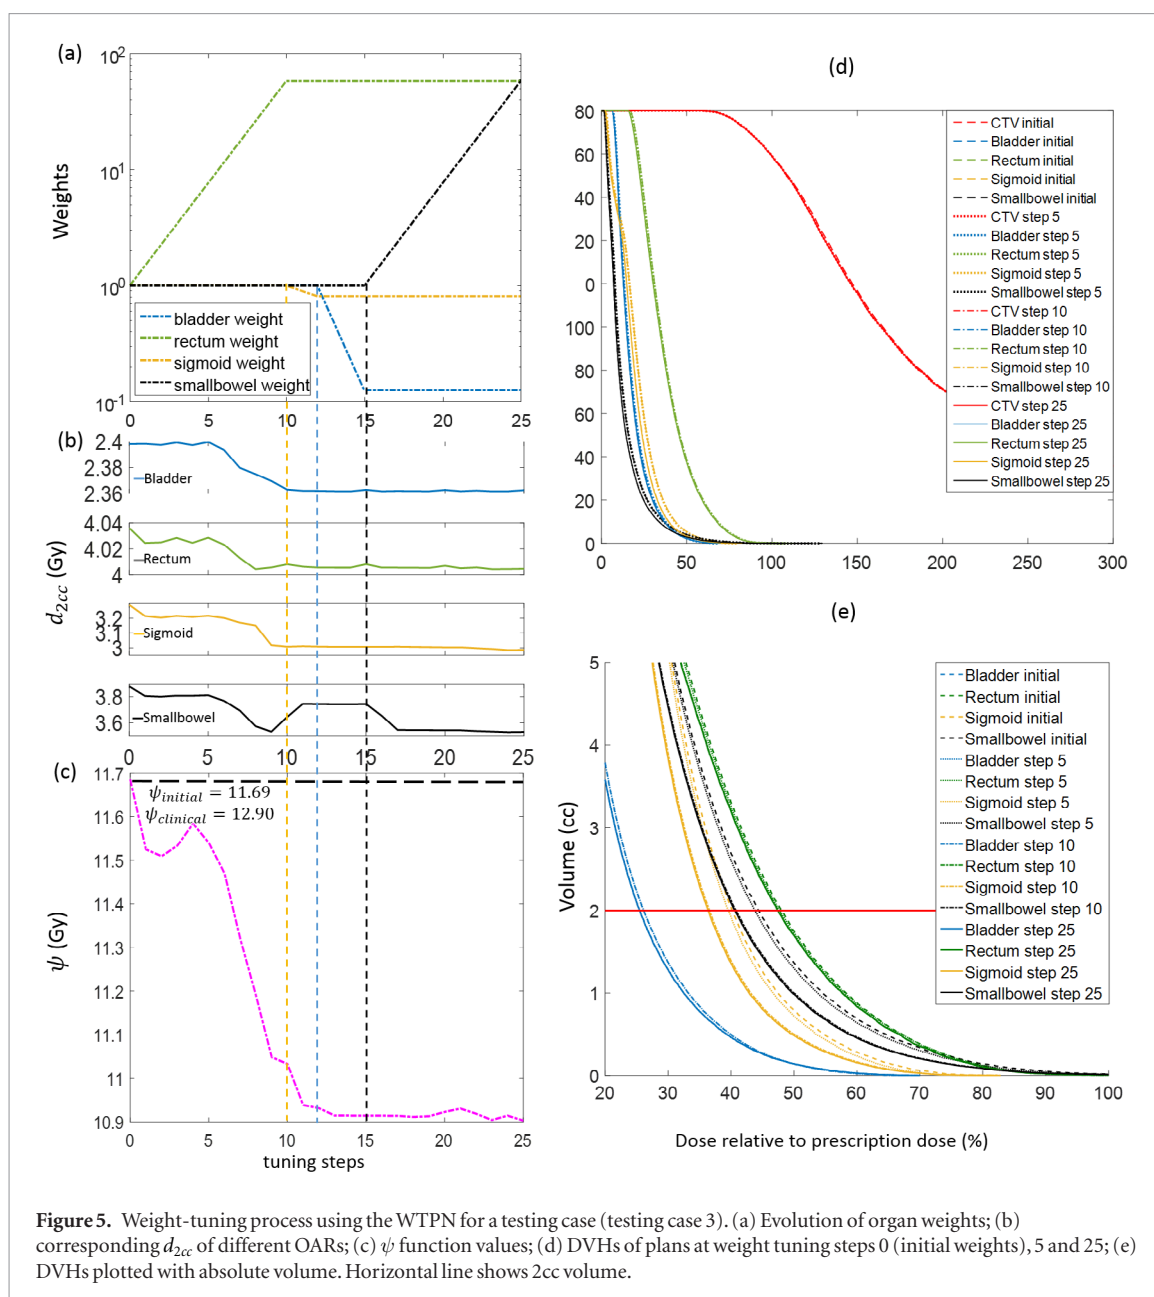 (a)
10²
10¹
10⁰
10⁻¹
Weights
bladder weight
rectum weight
sigmoid weight
smallbowel weight
0 5 10 15 20 25
(b)
2.4
2.38
2.36
Bladder
4.04
4.02
4
Rectum
3.2
3.1
3
Sigmoid
3.8
3.6
Smallbowel
d2cc (Gy)
0 5 10 15 20 25
(c)
11.7
11.6
11.5
11.4
11.3
11.2
11.1
11
10.9
ψinitial = 11.69
ψclinical = 12.90
ψ (Gy)
0 5 10 15 20 25
tuning steps
(d)
80
60
40
20
0
100
80
60
40
20
0
0 50 100 150 200 250 300
CTV initial
Bladder initial
Rectum initial
Sigmoid initial
Smallbowel initial
CTV step 5
Bladder step 5
Rectum step 5
Sigmoid step 5
Smallbowel step 5
CTV step 10
Bladder step 10
Rectum step 10
Sigmoid step 10
Smallbowel step 10
CTV step 25
Bladder step 25
Rectum step 25
Sigmoid step 25
Smallbowel step 25
(e)
5
4
3
2
1
0
Volume (cc)
20 30 40 50 60 70 80 90 100
Dose relative to prescription dose (%)
Bladder initial
Rectum initial
Sigmoid initial
Smallbowel initial
Bladder step 5
Rectum step 5
Sigmoid step 5
Smallbowel step 5
Bladder step 10
Rectum step 10
Sigmoid step 10
Smallbowel step 10
Bladder step 25
Rectum step 25
Sigmoid step 25
Smallbowel step 25
Figure 5. Weight-tuning process using the WTPN for a testing case (testing case 3). (a) Evolution of organ weights; (b)
corresponding d2cc of different OARs; (c) ψ function values; (d) DVHs of plans at weight tuning steps 0 (initial weights), 5 and 25; (e)
DVHs plotted with absolute volume. Horizontal line shows 2cc volume.